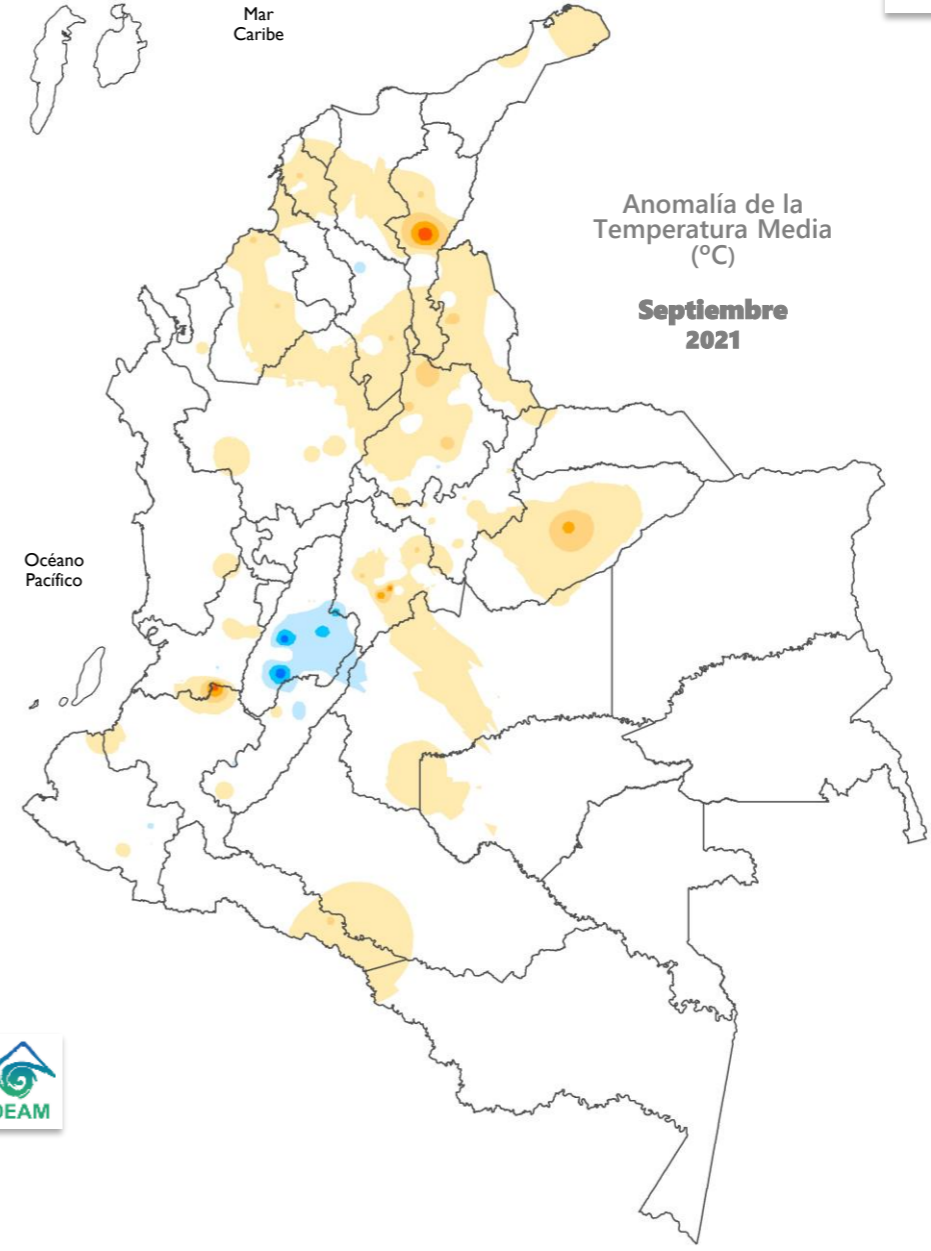 Mar
Caribe
Anomalía de la
Temperatura Media
(ºC)
Septiembre
2021
Océano
Pacífico
DEAM